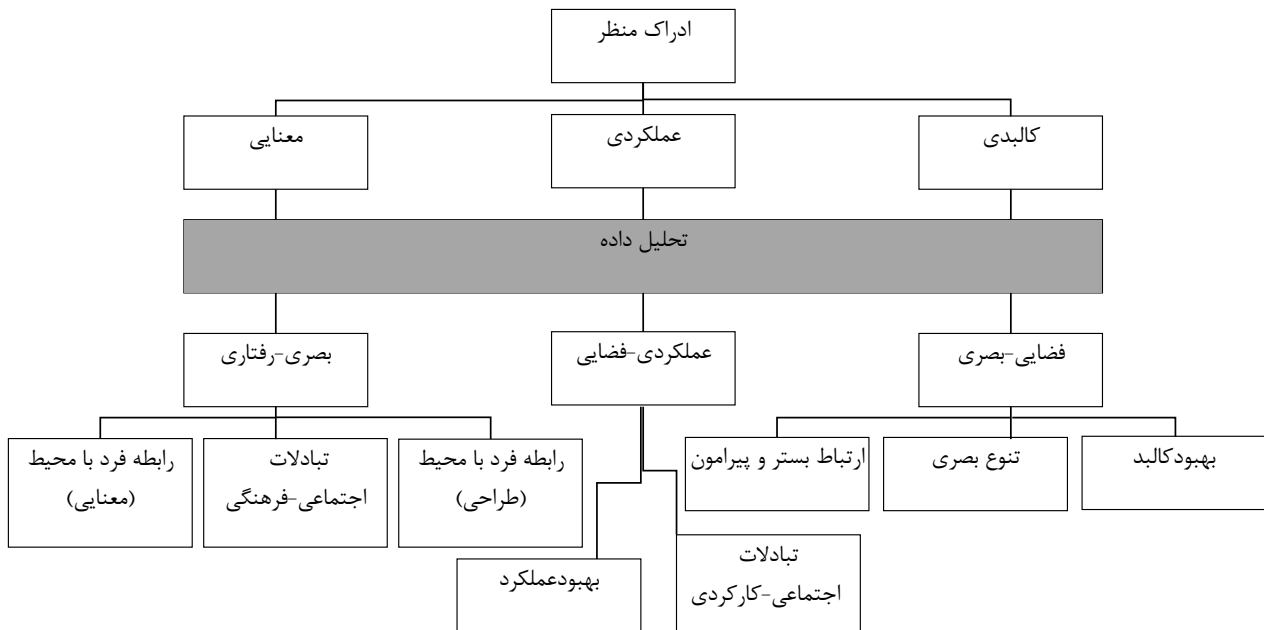 ادراک منظر
کالبدی
عملکردی
معنایی
تحلیل داده
فضایی-بصری
عملکردی-فضایی
بصری-رفتاری
بهبودکالبد
تنوع بصری
ارتباط بستر و پیرامون
رابطه فرد با محیط
(طراحی)
تبادلات
اجتماعی-فرهنگی
رابطه فرد با محیط
(معنایی)
تبادلات
اجتماعی-کارکردی
بهبودعملکرد